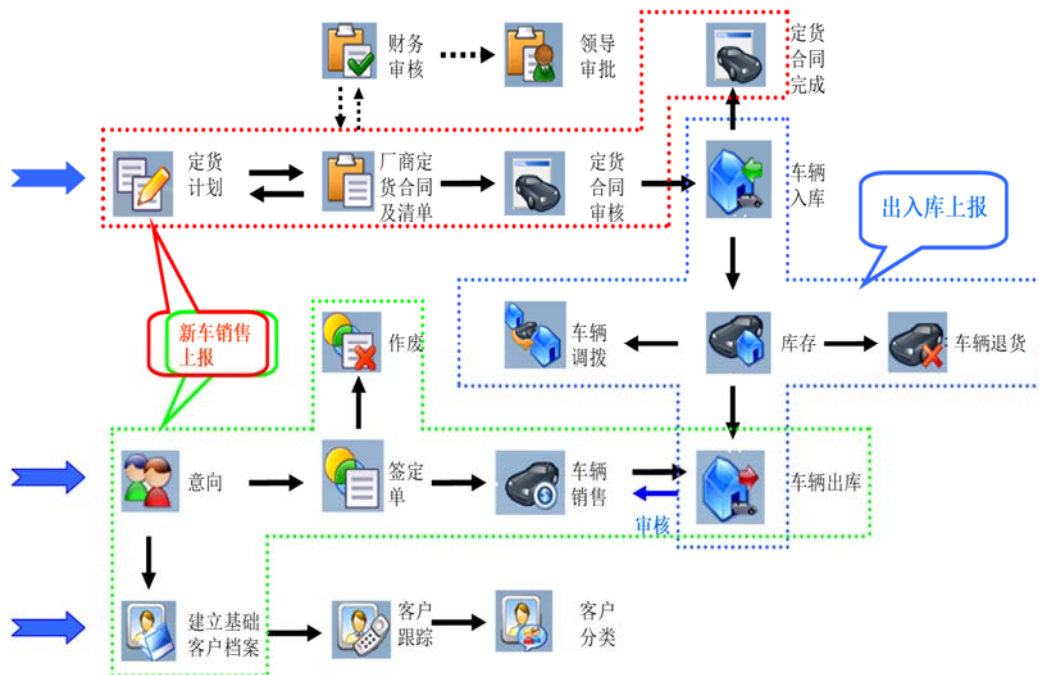 财务
审核
领导
审批
定货
合同
完成
定货
计划
厂商定
货合同
及清单
定货
合同
审核
车辆
入库
出入库上报
新车销售
上报
作废
车辆
调拨
库存
车辆退货
意向
签定
单
车辆
销售
审核
车辆出库
建立基础
客户档案
客户
跟踪
客户
分类